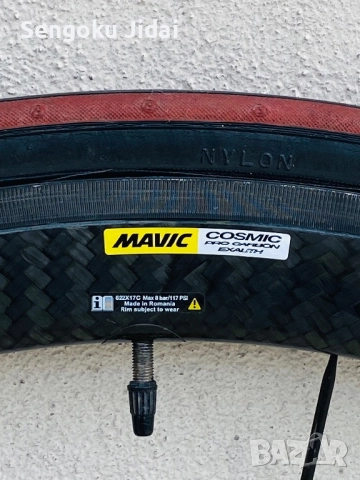 Sengoku Jidai
NYLON
MAVIC
COSMIC
PRO CARBON
EXALITH
622X17C Max 8 bar/117 PSI
Made in Romania
Rim subject to wear
BAZAR